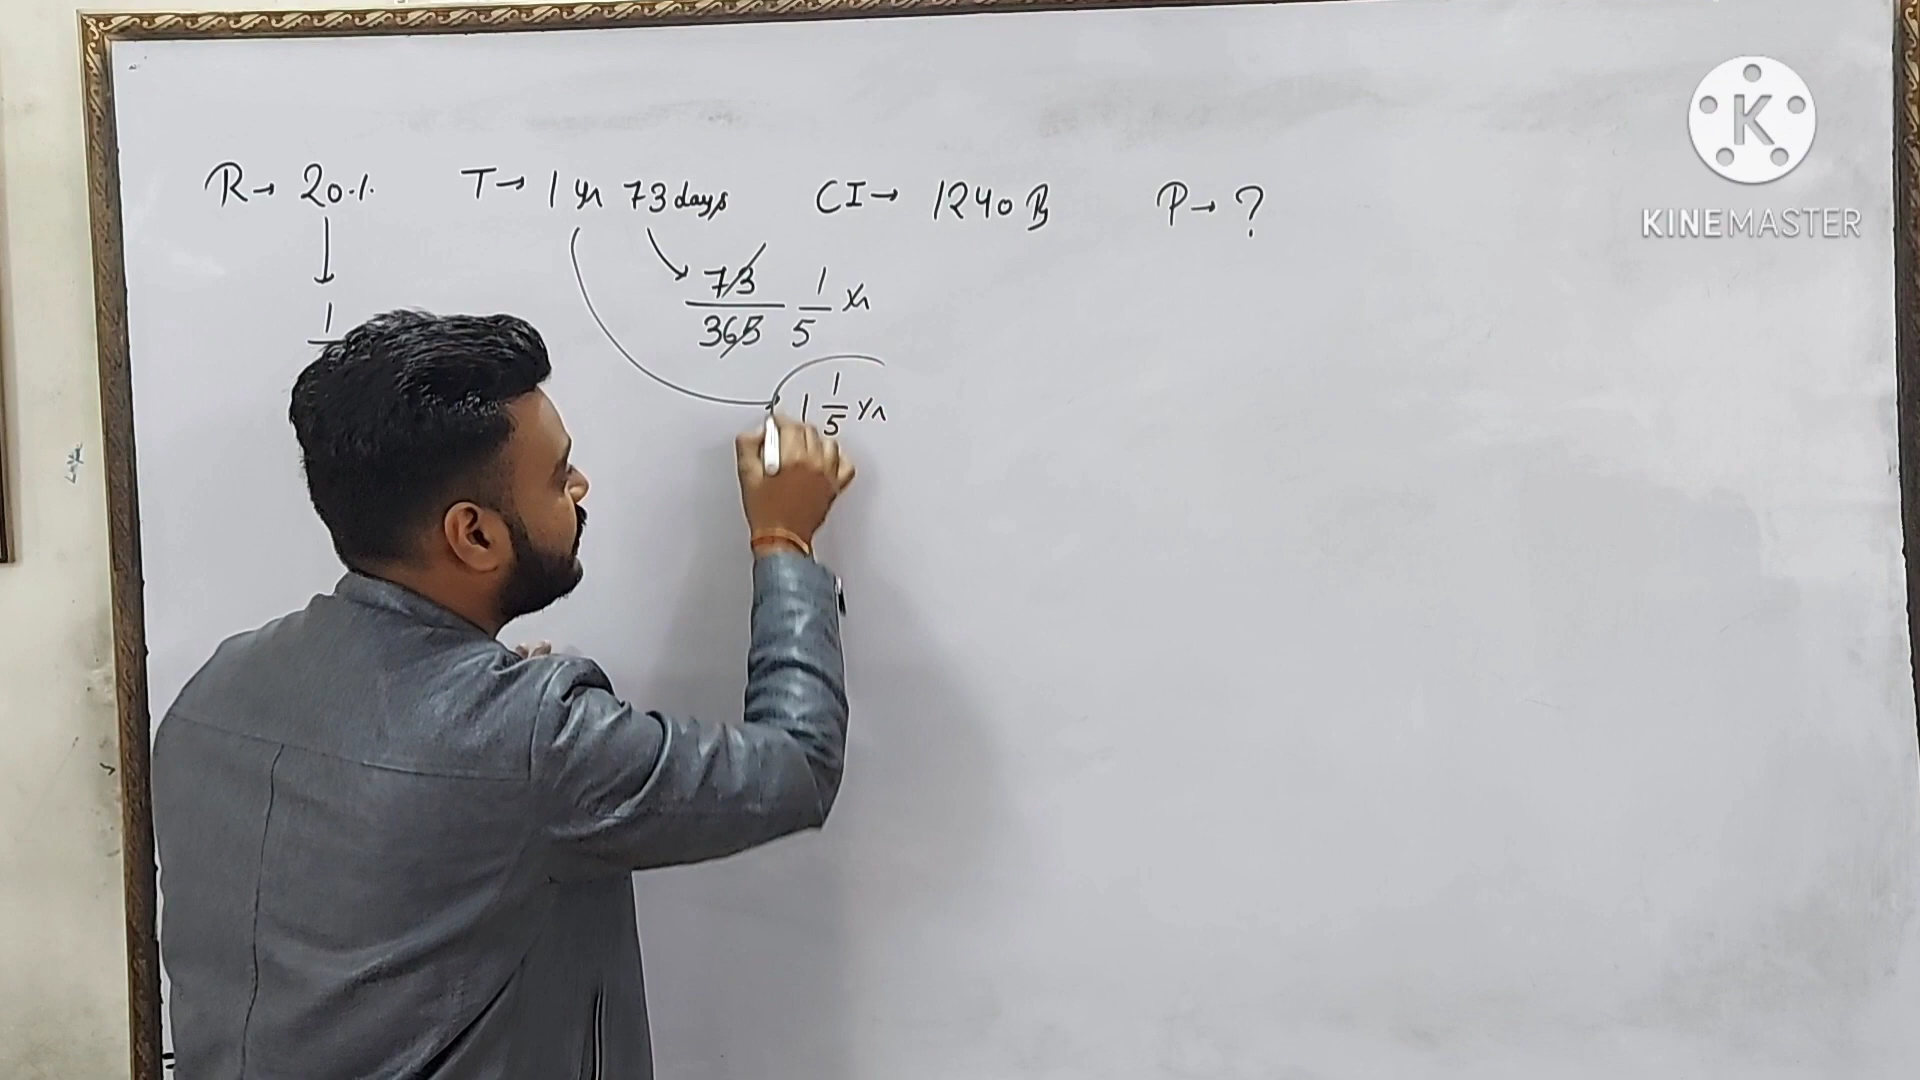 R→ 20% T→ 1 yr 73 days CI→ 1240 Rs P→ ?
73/365 1/5 yr
1
1 1/5 yr
K
KINEMASTER